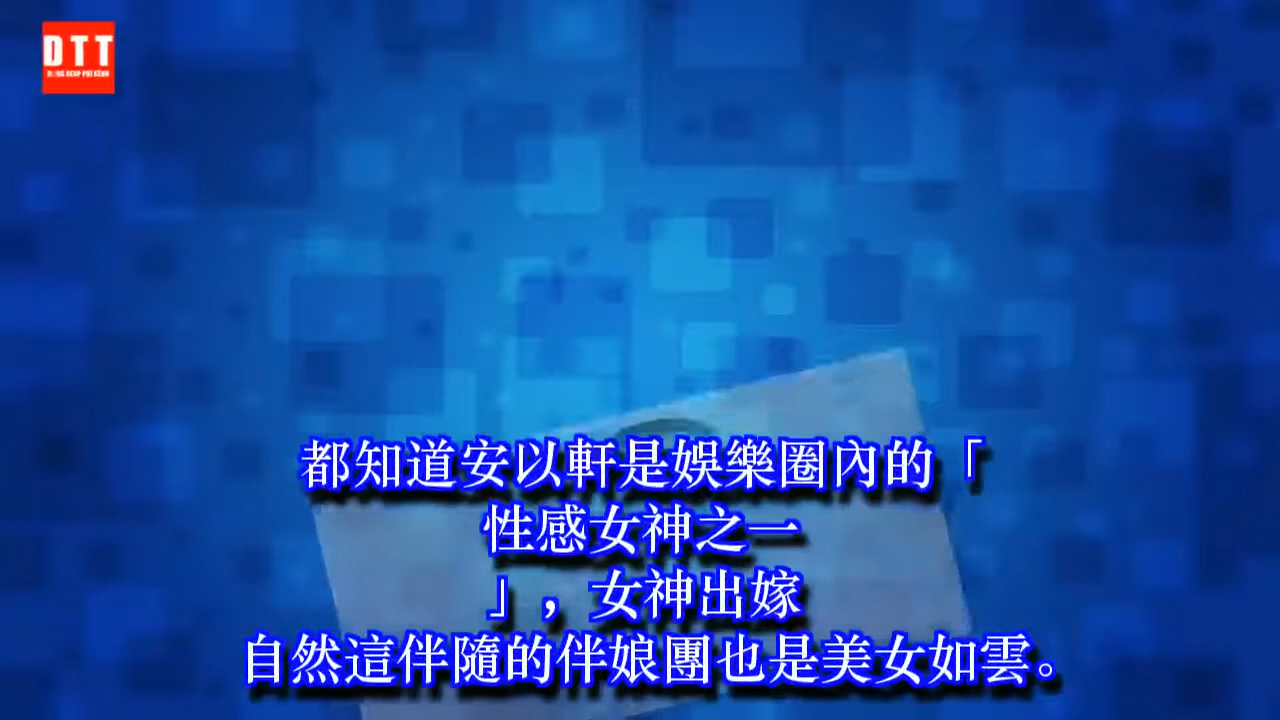 DTT
都知道安以軒是娛樂圈內的「
性感女神之一
」，女神出嫁
自然這伴隨的伴娘團也是美女如雲。